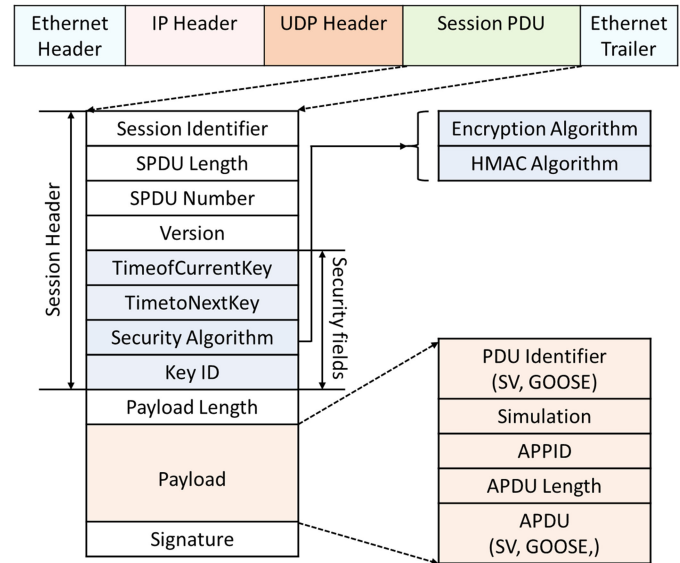 Ethernet
Header
IP Header
UDP Header
Session PDU
Ethernet
Trailer
Session Header
Session Identifier
SPDU Length
SPDU Number
Version
TimeofCurrentKey
TimetoNextKey
Security Algorithm
Key ID
Security fields
Payload Length
Payload
Signature
Encryption Algorithm
HMAC Algorithm
PDU Identifier
(SV, GOOSE)
Simulation
APPID
APDU Length
APDU
(SV, GOOSE,)